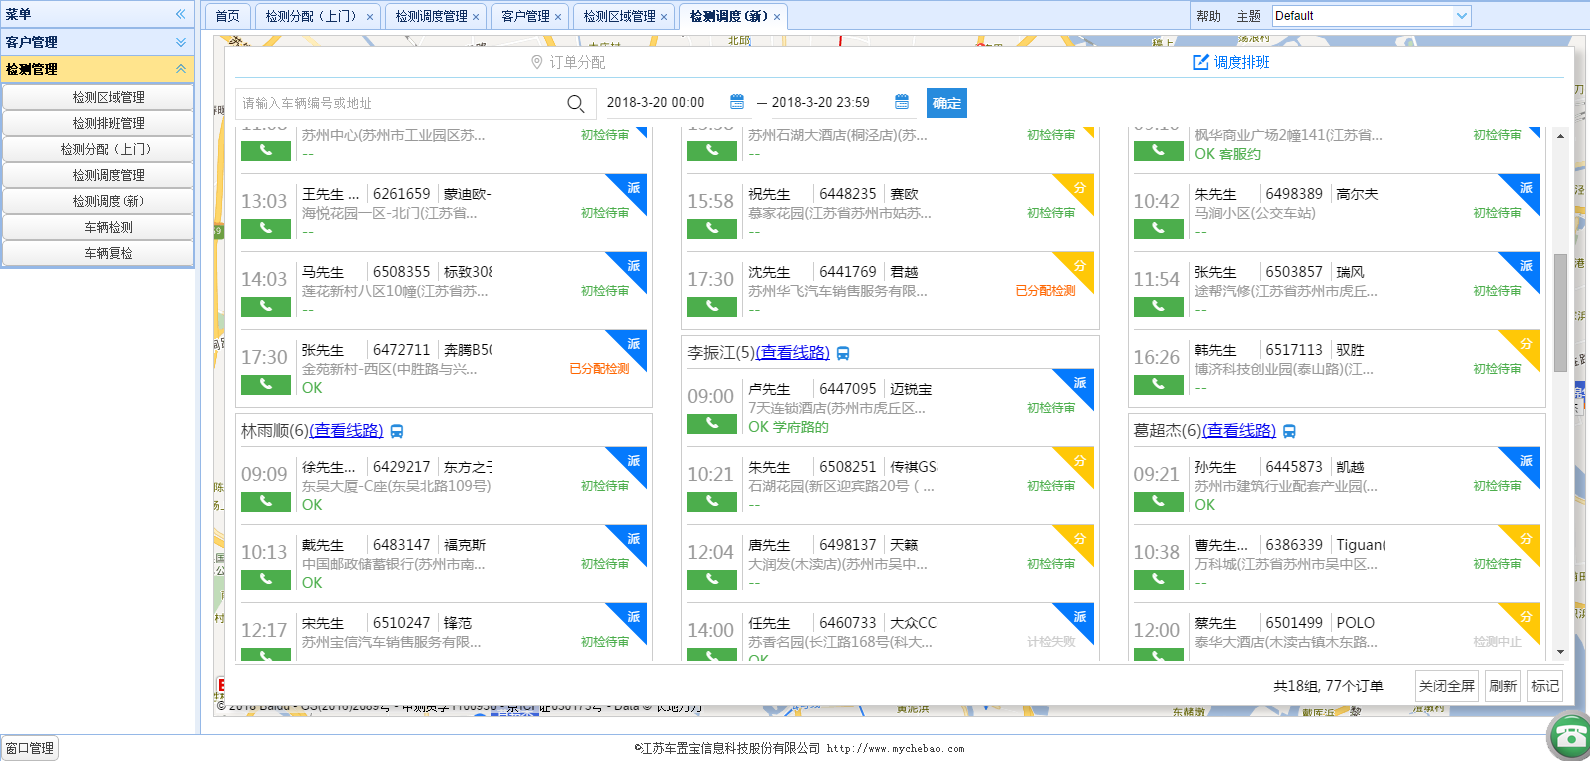 菜单
客户管理
检测管理
检测区域管理
检测排班管理
检测分配（上门）
检测调度管理
检测调度(新)
车辆检测
车辆复检
首页
检测分配（上门）
检测调度管理
客户管理
检测区域管理
检测调度(新)
帮助
主题
Default
订单分配
调度排班
请输入车辆编号或地址
2018-3-20 00:00
— 2018-3-20 23:59
确定
苏州中心(苏州市工业园区苏...
初检待审
--
13:03
王先生 ...
6261659
蒙迪欧-
派
海悦花园一区-北门(江苏省...
初检待审
--
14:03
马先生
6508355
标致308
派
莲花新村八区10幢(江苏省苏...
初检待审
--
17:30
张先生
6472711
奔腾B50
派
金苑新村-西区(中胜路与兴...
已分配检测
OK
林雨顺(6)(查看线路)
09:09
徐先生...
6429217
东方之子
派
东吴大厦-C座(东吴北路109号)
初检待审
OK
10:13
戴先生
6483147
福克斯
派
中国邮政储蓄银行(苏州市南...
初检待审
OK
12:17
宋先生
6510247
锋范
派
苏州宝信汽车销售服务有限...
初检待审
苏州石湖大酒店(桐泾店)(苏...
初检待审
--
15:58
祝先生
6448235
赛欧
分
慕家花园(江苏省苏州市姑苏...
初检待审
--
17:30
沈先生
6441769
君越
分
苏州华飞汽车销售服务有限...
已分配检测
--
李振江(5)(查看线路)
09:00
卢先生
6447095
迈锐宝
派
7天连锁酒店(苏州市虎丘区...
初检待审
OK 学府路的
10:21
朱先生
6508251
传祺GS
分
石湖花园(新区迎宾路20号（...
初检待审
--
12:04
唐先生
6498137
天籁
分
大润发(木渎店)(苏州市吴中...
初检待审
--
14:00
任先生
6460733
大众CC
派
苏香名园(长江路168号(科大...
计检失败
OK
枫华商业广场2幢141(江苏省...
初检待审
OK 客服约
10:42
朱先生
6498389
高尔夫
派
马涧小区(公交车站)
初检待审
--
11:54
张先生
6503857
瑞风
派
途帮汽修(江苏省苏州市虎丘...
初检待审
--
16:26
韩先生
6517113
驭胜
分
博济科技创业园(泰山路)(江...
初检待审
--
葛超杰(6)(查看线路)
09:21
孙先生
6445873
凯越
派
苏州市建筑行业配套产业园(...
初检待审
OK
10:38
曹先生...
6386339
Tiguan(
分
万科城(江苏省苏州市吴中区...
初检待审
--
12:00
蔡先生
6501499
POLO
分
泰华大酒店(木渎古镇木东路...
检测中止
共18组, 77个订单
关闭全屏
刷新
标记
窗口管理
©江苏车置宝信息科技股份有限公司 http://www.mychebao.com